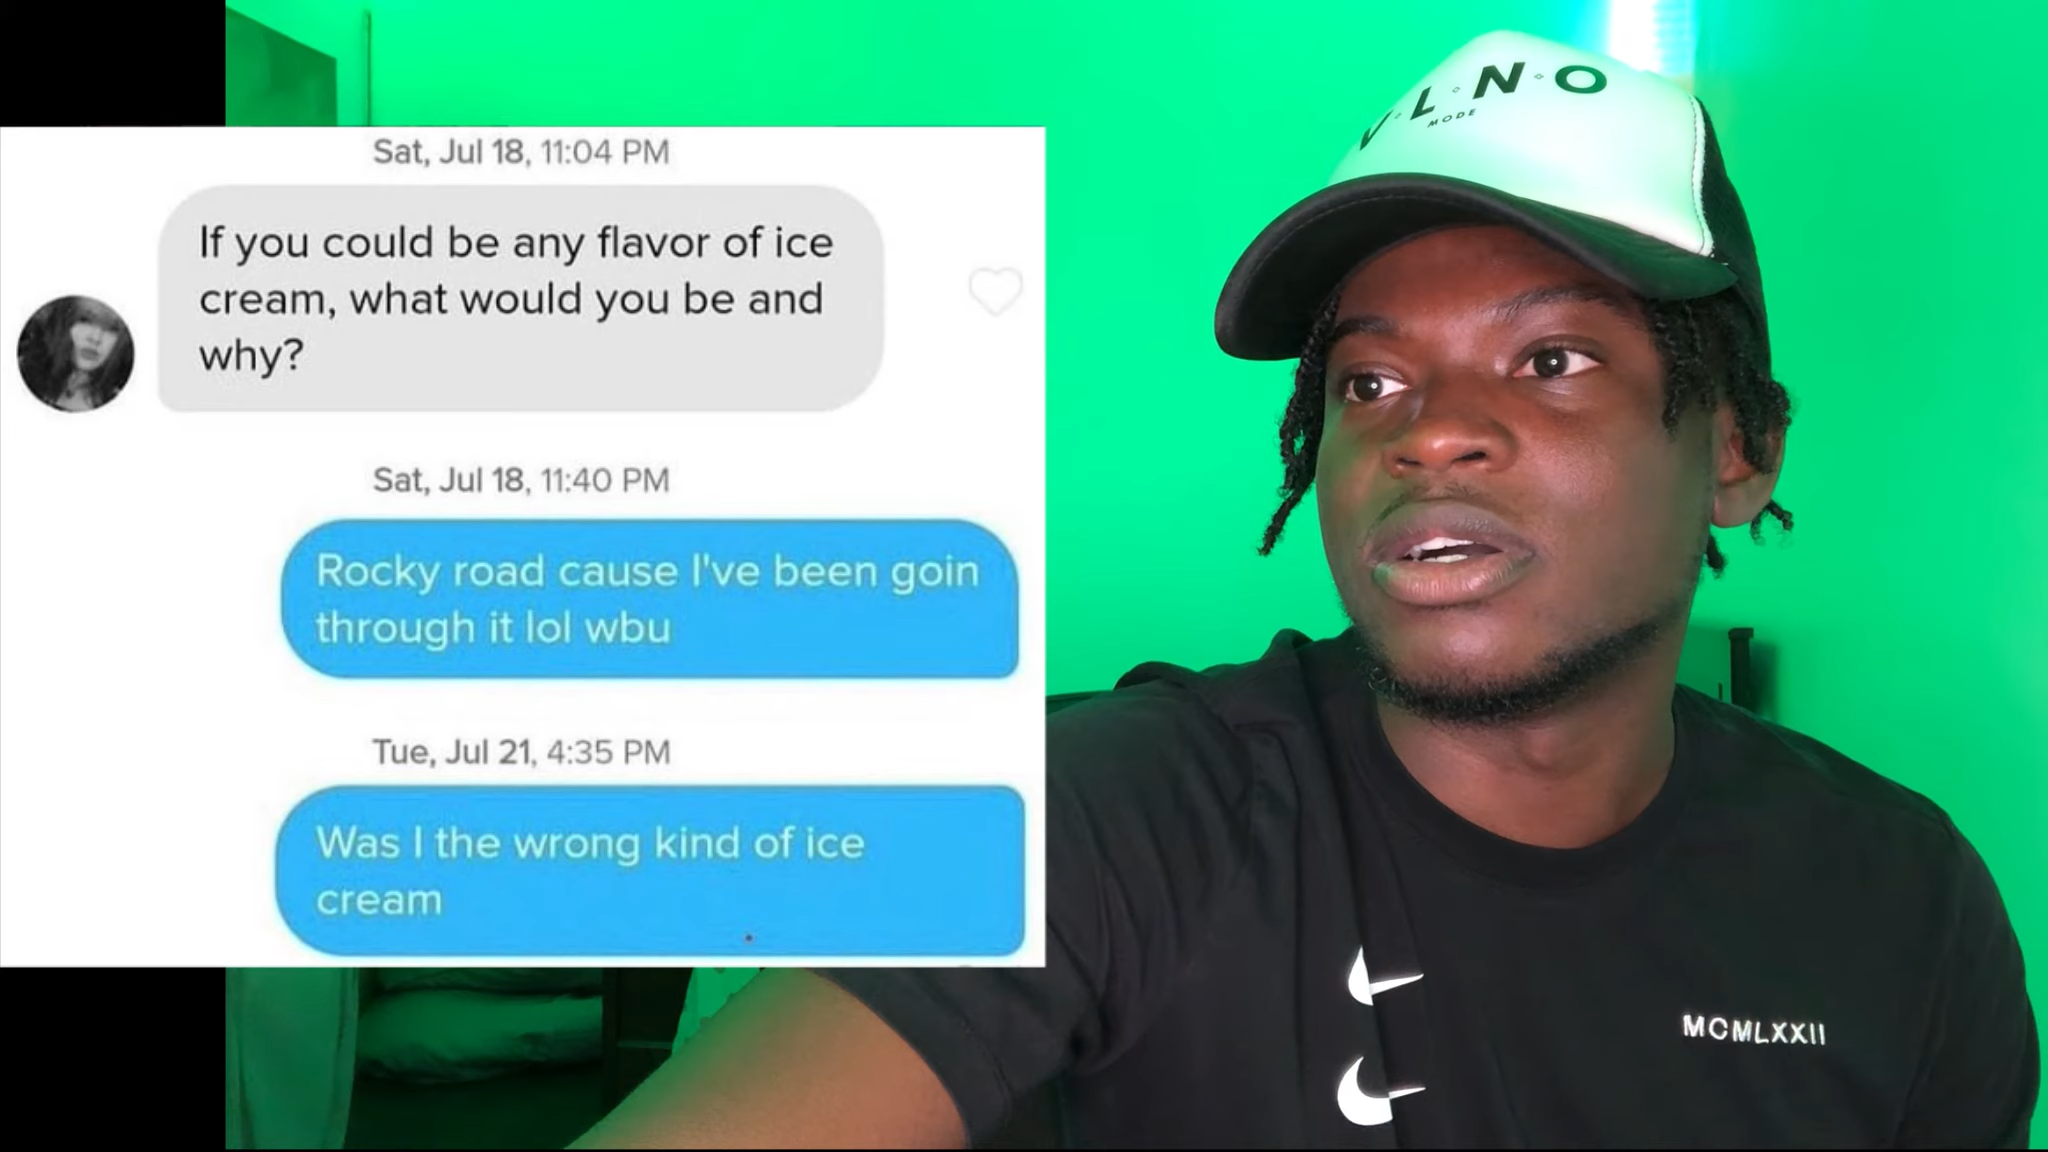 Sat, Jul 18, 11:04 PM
If you could be any flavor of ice
cream, what would you be and
why?
Sat, Jul 18, 11:40 PM
Rocky road cause I've been goin
through it lol wbu
Tue, Jul 21, 4:35 PM
Was I the wrong kind of ice
cream
V◦L◦N◦O
MODE
MCMLXXII